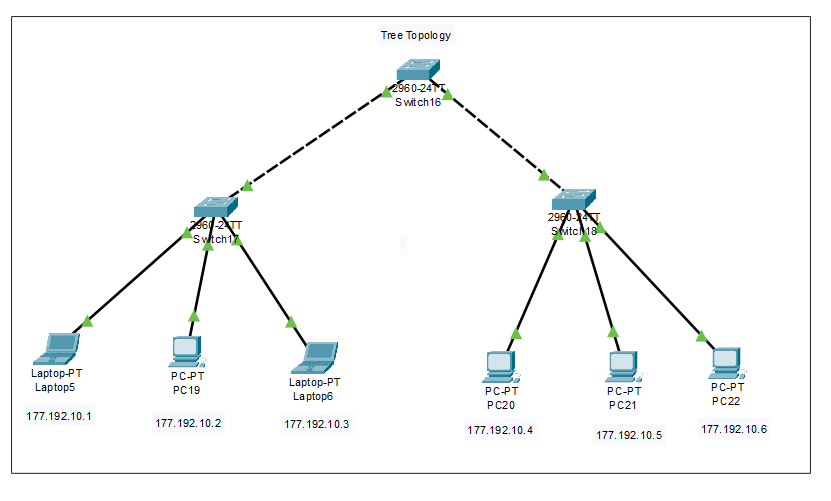 Tree Topology
2960-24TT
Switch16
2960-24TT
Switch17
2960-24TT
Switch18
Laptop-PT
Laptop5
177.192.10.1
PC-PT
PC19
177.192.10.2
Laptop-PT
Laptop6
177.192.10.3
PC-PT
PC20
177.192.10.4
PC-PT
PC21
177.192.10.5
PC-PT
PC22
177.192.10.6